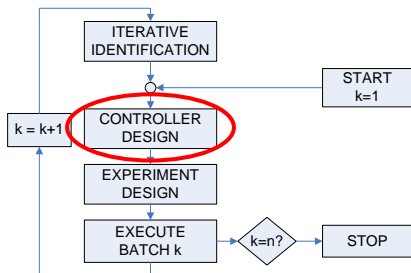 ITERATIVE
IDENTIFICATION
START
k=1
k = k+1
CONTROLLER
DESIGN
EXPERIMENT
DESIGN
EXECUTE
BATCH k
k=n?
STOP